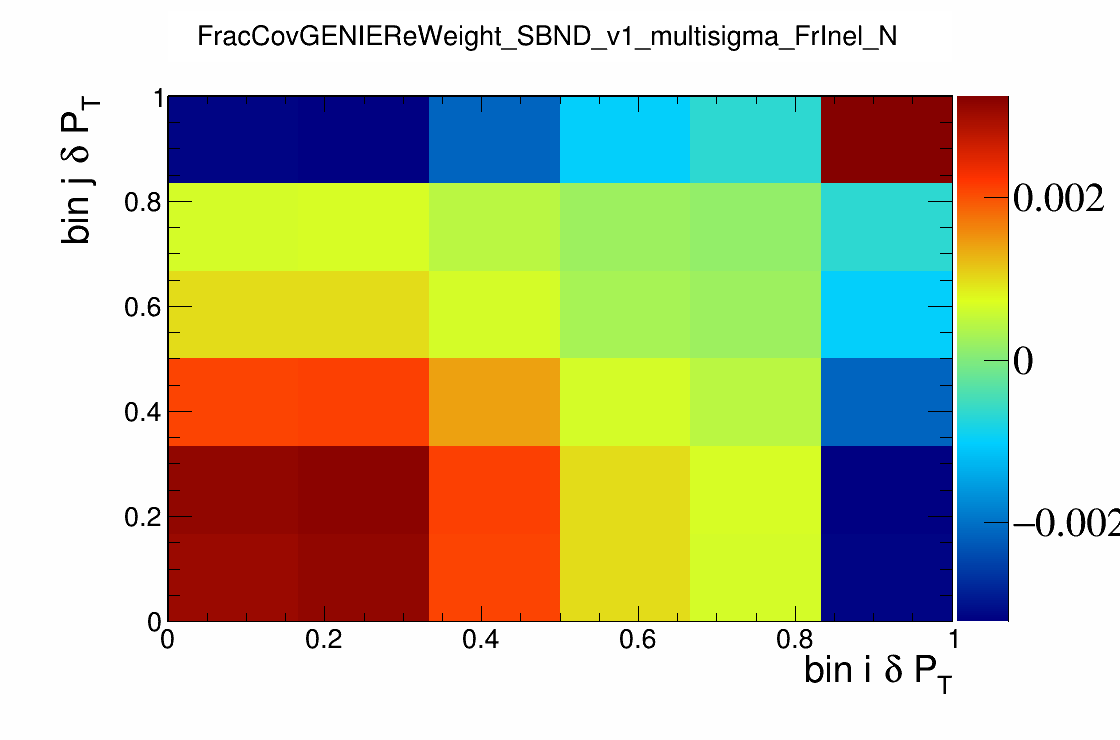 FracCovGENIEReWeight_SBND_v1_multisigma_FrInel_N
bin j δ P_T
1
0.8
0.6
0.4
0.2
0
0 0.2 0.4 0.6 0.8 1
bin i δ P_T
0.002
0
−0.002